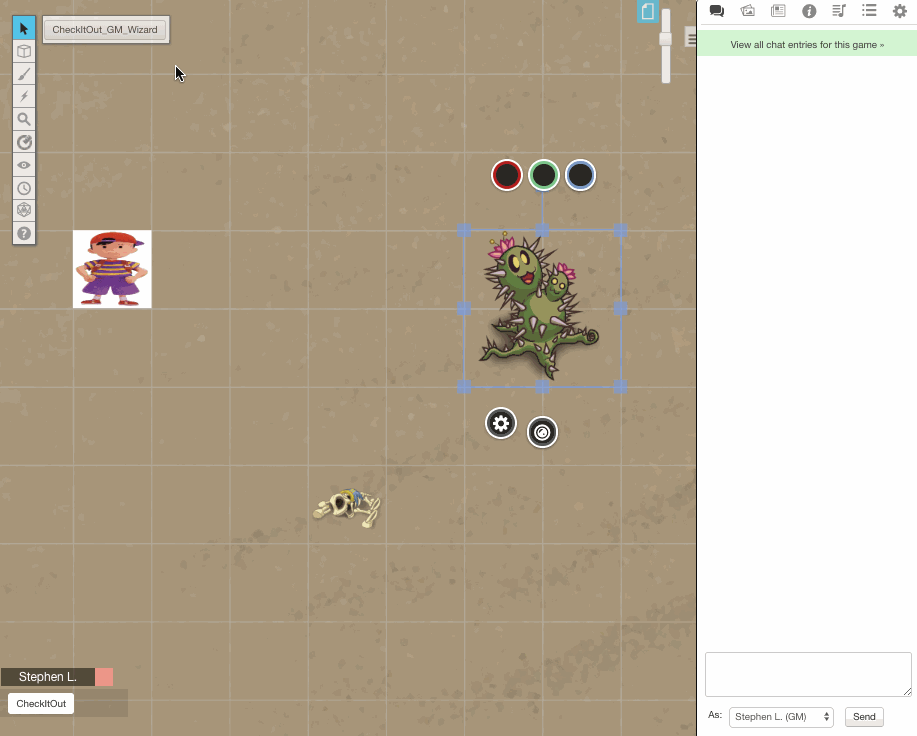 CheckItOut_GM_Wizard
View all chat entries for this game »
Stephen L.
CheckItOut
As:
Stephen L. (GM)
Send